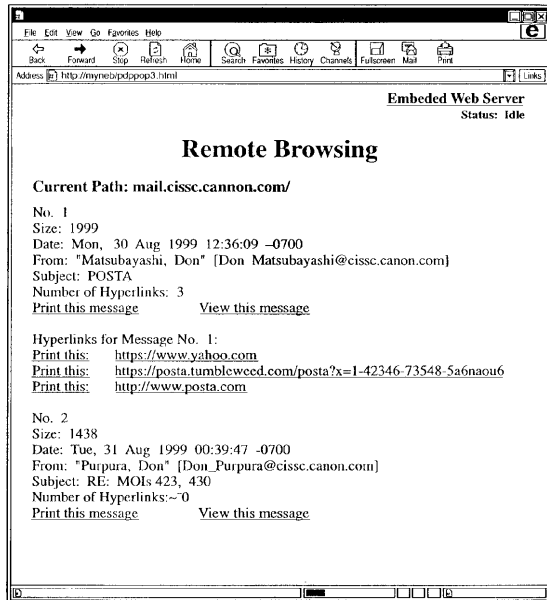 File Edit View Go Favorites Help
Back Forward Stop Refresh Home Search Favorites History Channels Fullscreen Mail Print
Address http://myneb/pdppop3.html Links
Embeded Web Server
Status: Idle
Remote Browsing
Current Path: mail.cissc.cannon.com/
No. 1
Size: 1999
Date: Mon, 30 Aug 1999 12:36:09 -0700
From: "Matsubayashi, Don" [Don Matsubayashi@cissc.canon.com]
Subject: POSTA
Number of Hyperlinks: 3
Print this message View this message
Hyperlinks for Message No. 1:
Print this: https://www.yahoo.com
Print this: https://posta.tumbleweed.com/posta?x=1-42346-73548-5a6naou6
Print this: http://www.posta.com
No. 2
Size: 1438
Date: Tue, 31 Aug 1999 00:39:47 -0700
From: "Purpura, Don" [Don_Purpura@cissc.canon.com]
Subject: RE: MOIs 423, 430
Number of Hyperlinks:~0
Print this message View this message